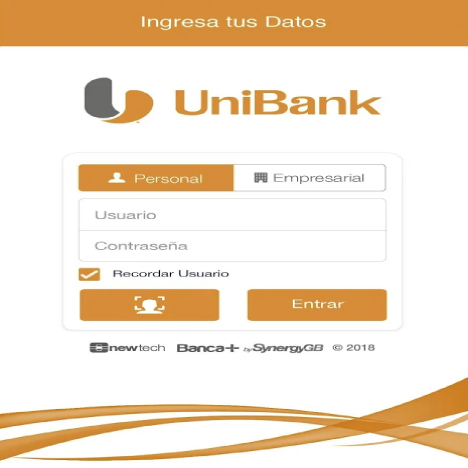 Ingresa tus Datos
UniBank
Personal Empresarial
Usuario
Contraseña
Recordar Usuario
Entrar
newtech Banca+ by SynergyGB © 2018